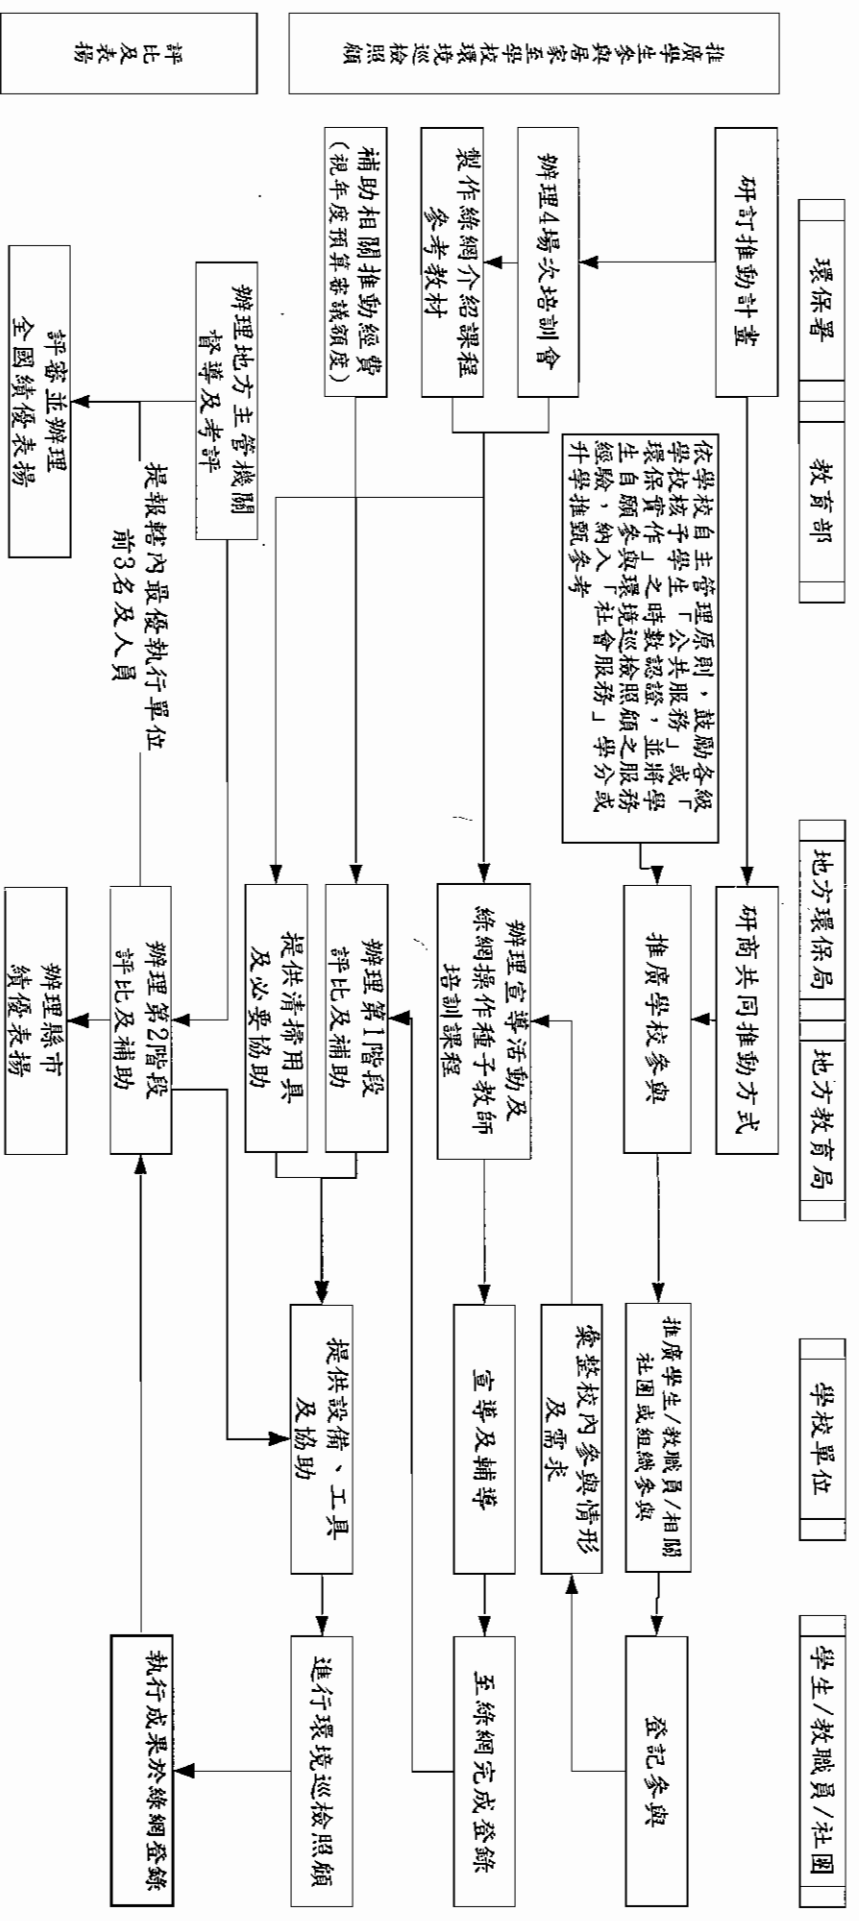 環保署
教育部
地方環保局
地方教育局
學校單位
學生/教職員/社團
推廣學生參與居家至學校環境巡檢照顧
研訂推動計畫
研商共同推動方式
依學校自主管理原則，鼓勵各級
學校核予學生「公共服務」或「
環保實作」之時數認證，並將學
生自願參與環境巡檢照顧之服務
經驗，納入「社會服務」學分或
升學推甄參考
推廣學校參與
推廣學生/教職員/相關
社團或組織參與
登記參與
辦理4場次培訓會
彙整校內參與情形
及需求
製作綠網介紹課程
參考教材
辦理宣導活動及
綠網操作種子教師
培訓課程
宣導及輔導
至綠網完成登錄
補助相關推動經費
(視年度預算審議額度)
辦理第1階段
評比及補助
提供清掃用具
及必要協助
提供設備、工具
及協助
進行環境巡檢照顧
評比及
表揚
辦理地方主管機關
督導及考評
提報轄內最優執行單位
前3名及人員
辦理第2階段
評比及補助
執行成果於綠網登錄
評審並辦理
全國績優表揚
辦理縣市
績優表揚